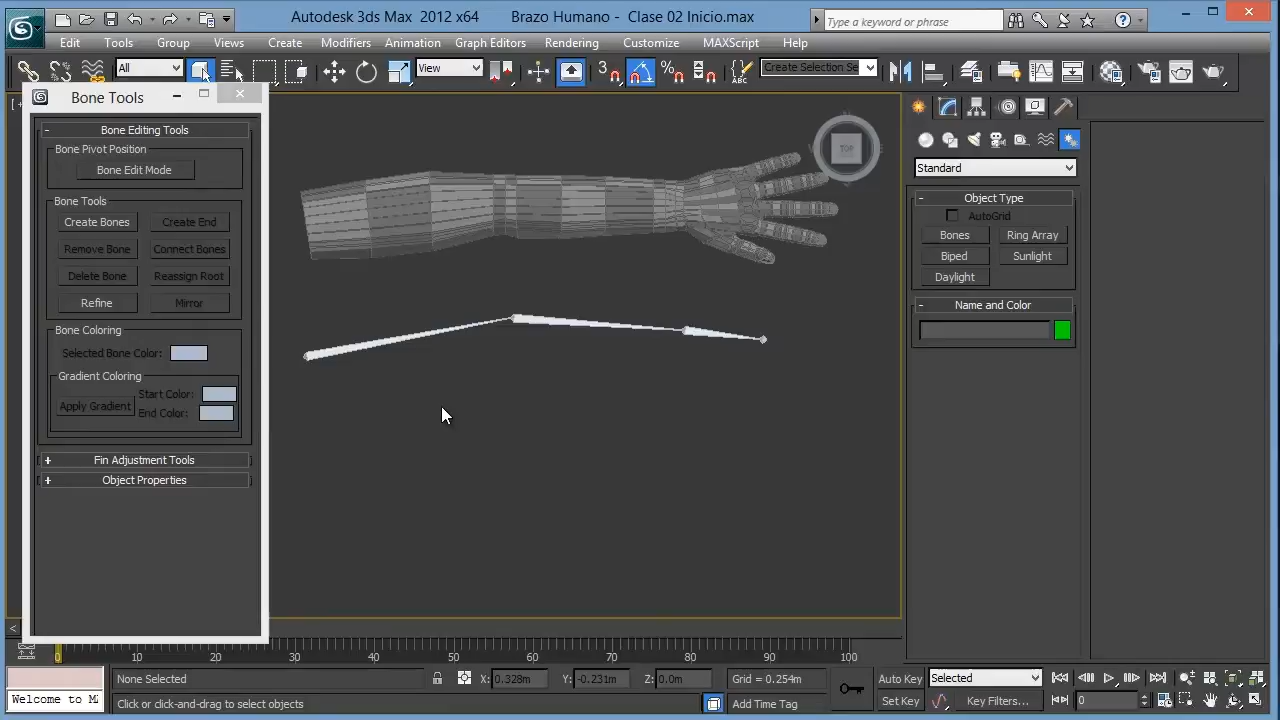 Autodesk 3ds Max 2012 x64 Brazo Humano - Clase 02 Inicio.max
Type a keyword or phrase
Edit Tools Group Views Create Modifiers Animation Graph Editors Rendering Customize MAXScript Help
All View 3 Create Selection Se
Bone Tools
- Bone Editing Tools
Bone Pivot Position
Bone Edit Mode
Bone Tools
Create Bones Create End
Remove Bone Connect Bones
Delete Bone Reassign Root
Refine Mirror
Bone Coloring
Selected Bone Color:
Gradient Coloring
Apply Gradient Start Color:
End Color:
+ Fin Adjustment Tools
+ Object Properties
TOP
Standard
- Object Type
AutoGrid
Bones Ring Array
Biped Sunlight
Daylight
- Name and Color
10 20 30 40 50 60 70 80 90 100
None Selected X: 0.328m Y: -0.231m Z: 0.0m Grid = 0.254m Auto Key Selected
Welcome to Click or click-and-drag to select objects Add Time Tag Set Key Key Filters... 0